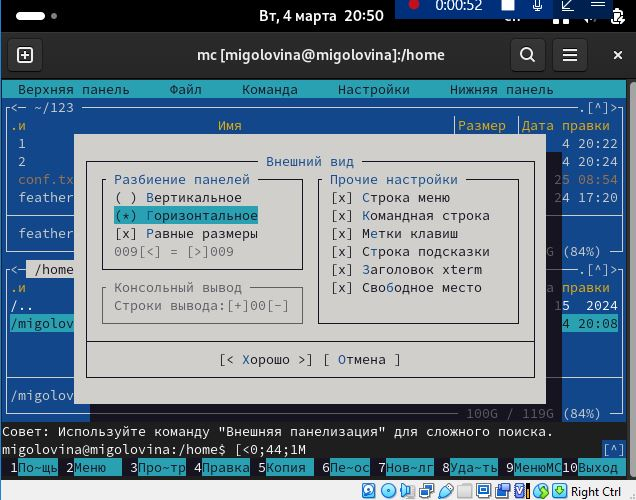 Вт, 4 марта 20:50
0:00:52
mc [migolovina@migolovina]:/home
Верхняя панель Файл Команда Настройки Нижняя панель
<─ ~/123 .[^]>
.и Имя Размер Дата правки
1 4 20:22
2 4 20:24
conf.tx 25 08:54
feather 24 17:20
feather G (84%)
Внешний вид
Разбиение панелей
( ) Вертикальное
(*) Горизонтальное
[x] Равные размеры
009[<] = [>]009
Консольный вывод
Строки вывода:[+]00[-]
Прочие настройки
[x] Строка меню
[x] Командная строка
[x] Метки клавиш
[x] Строка подсказки
[x] Заголовок xterm
[x] Свободное место
[< Хорошо >] [ Отмена ]
<─ /home .[^]>
.и правки
/.. 15 2024
/migolov 4 20:08
/migolov
100G / 119G (84%)
Совет: Используйте команду "Внешняя панелизация" для сложного поиска.
migolovina@migolovina:/home$ [<0;44;1M [^]
1По~щь 2Меню 3Про~тр 4Правка 5Копия 6Пе~ос 7Нов~лг 8Уда~ть 9МенюMC 10Выход
Right Ctrl